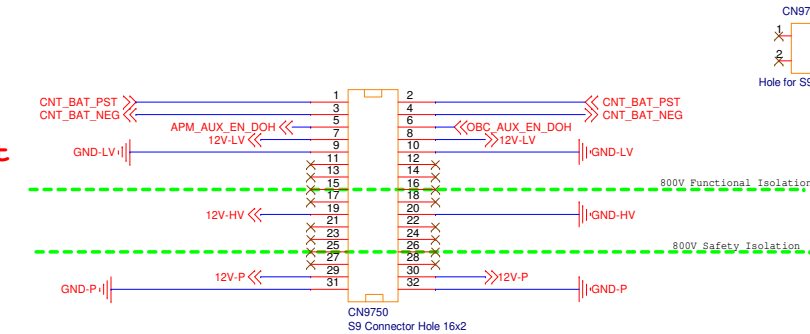 CN97
1
2
Hole for S9
CNT_BAT_PST 1 2 CNT_BAT_PST
CNT_BAT_NEG 3 4 CNT_BAT_NEG
APM_AUX_EN_DOH 5 6 OBC_AUX_EN_DOH
12V-LV 7 8 12V-LV
GND-LV 9 10 GND-LV
11 12
13 14
15 16 800V Functional Isolation
17 18
12V-HV 19 20 GND-HV
21 22
23 24
25 26 800V Safety Isolation
27 28
12V-P 29 30 12V-P
GND-P 31 32 GND-P
CN9750
S9 Connector Hole 16x2